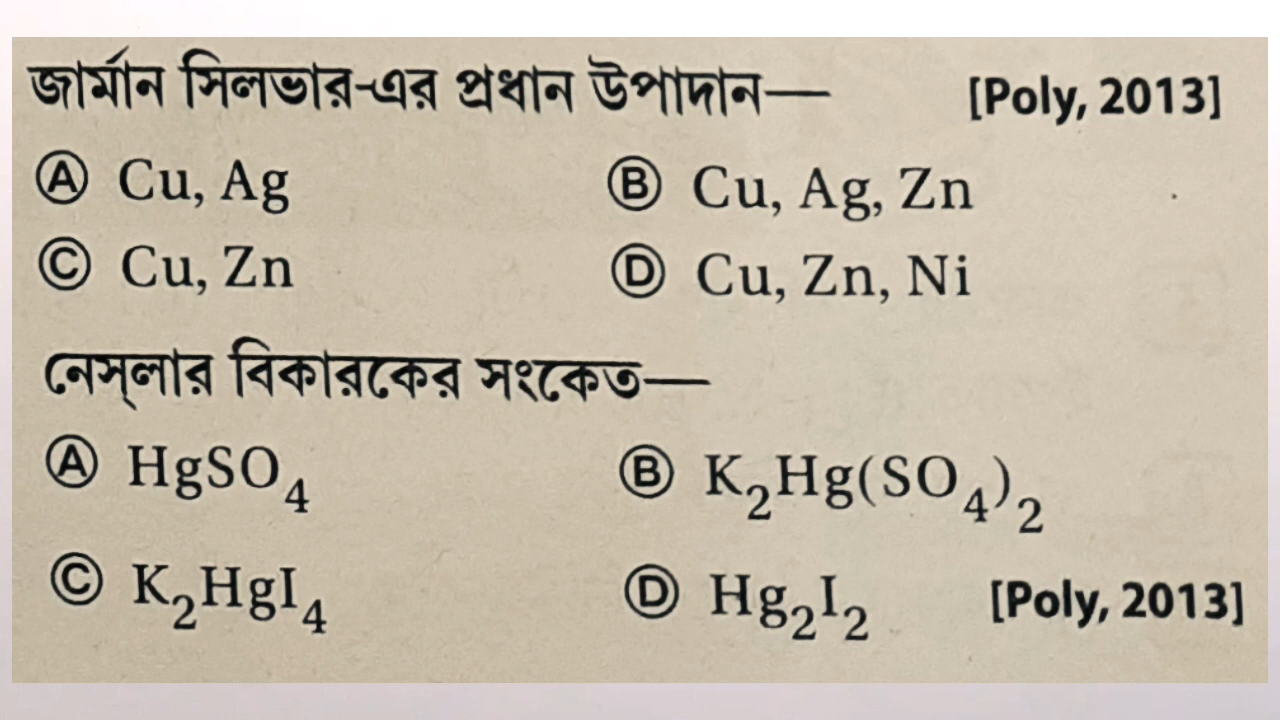 জার্মান সিলভার-এর প্রধান উপাদান— [Poly, 2013]
Ⓐ Cu, Ag Ⓑ Cu, Ag, Zn
Ⓒ Cu, Zn Ⓓ Cu, Zn, Ni
নেস্‌লার বিকারকের সংকেত—
Ⓐ HgSO₄ Ⓑ K₂Hg(SO₄)₂
Ⓒ K₂HgI₄ Ⓓ Hg₂I₂ [Poly, 2013]